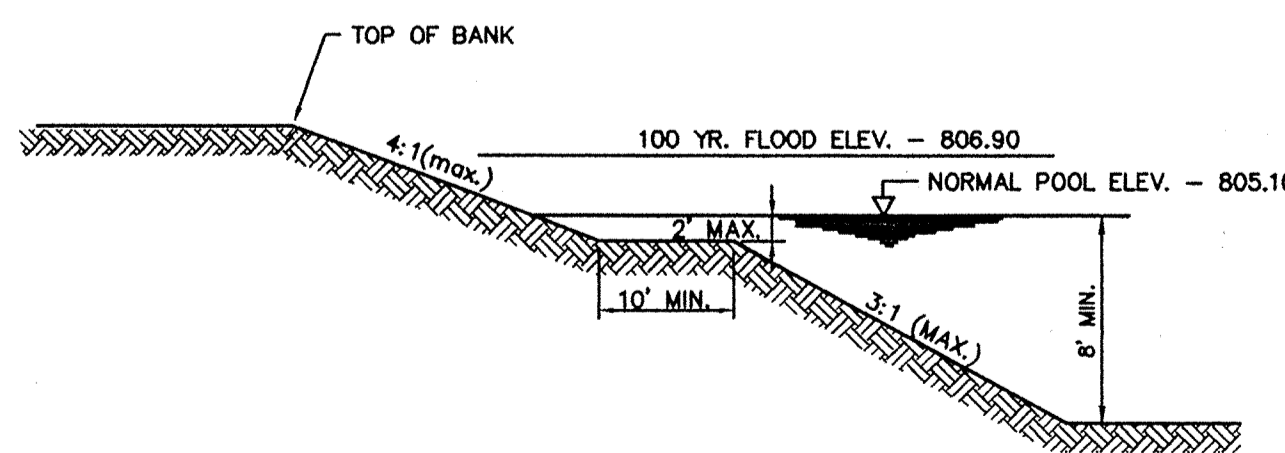 TOP OF BANK
4:1(max.)
100 YR. FLOOD ELEV. – 806.90
NORMAL POOL ELEV. – 805.10
2' MAX.
10' MIN.
3:1 (MAX.)
8' MIN.